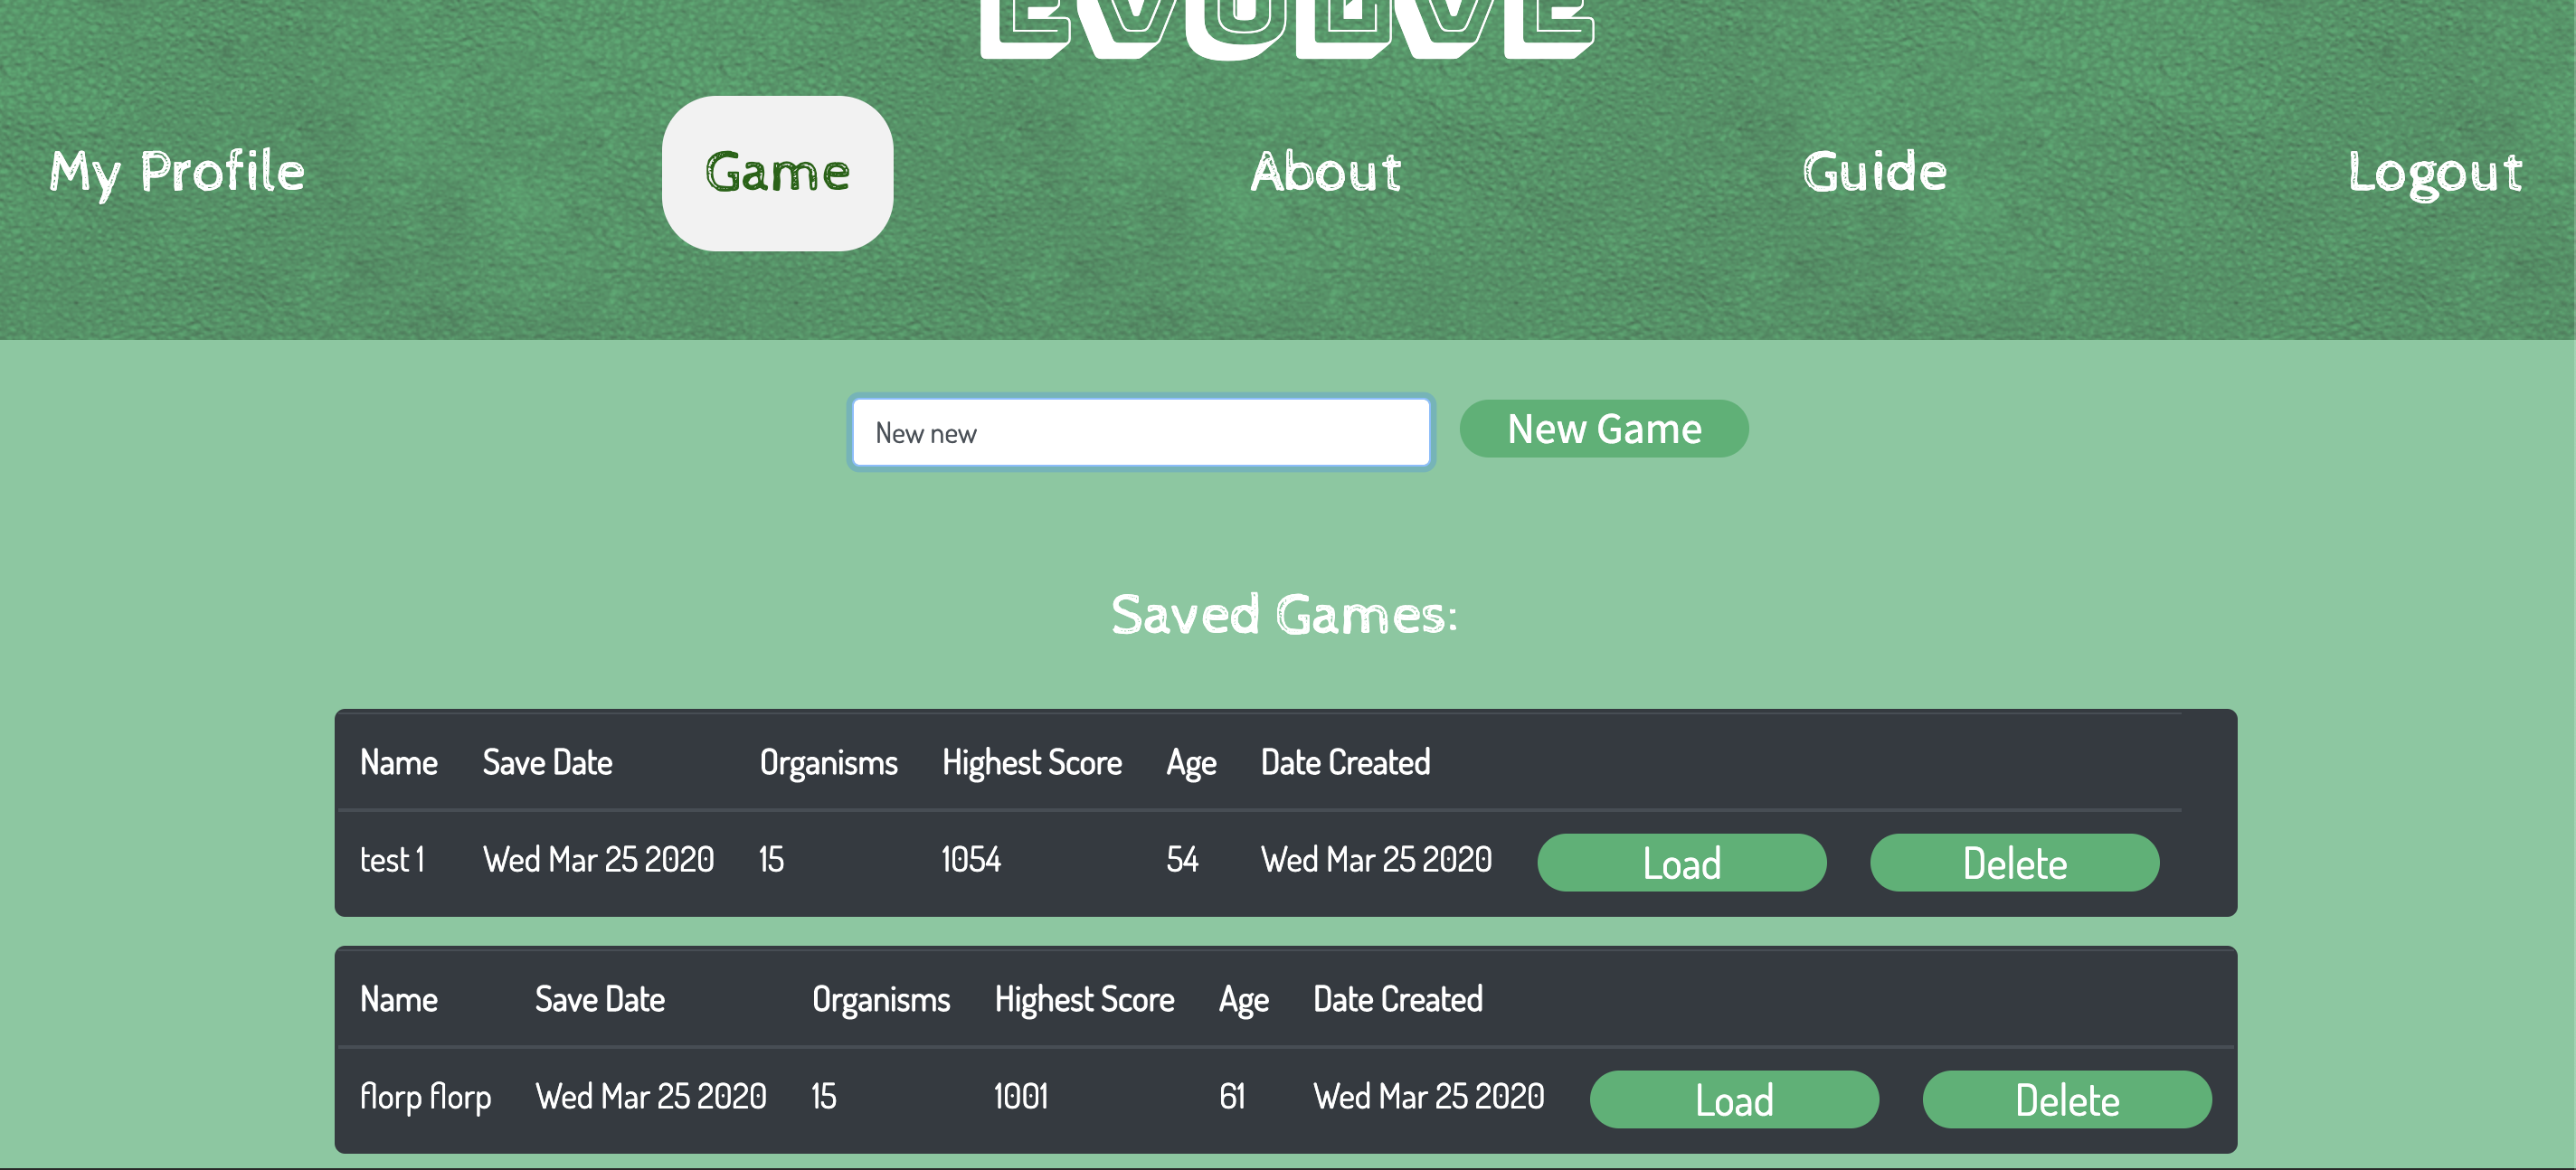 EVOLVE
My Profile Game About Guide Logout
New new New Game
Saved Games:
Name Save Date Organisms Highest Score Age Date Created
test 1 Wed Mar 25 2020 15 1054 54 Wed Mar 25 2020 Load Delete
Name Save Date Organisms Highest Score Age Date Created
florp florp Wed Mar 25 2020 15 1001 61 Wed Mar 25 2020 Load Delete